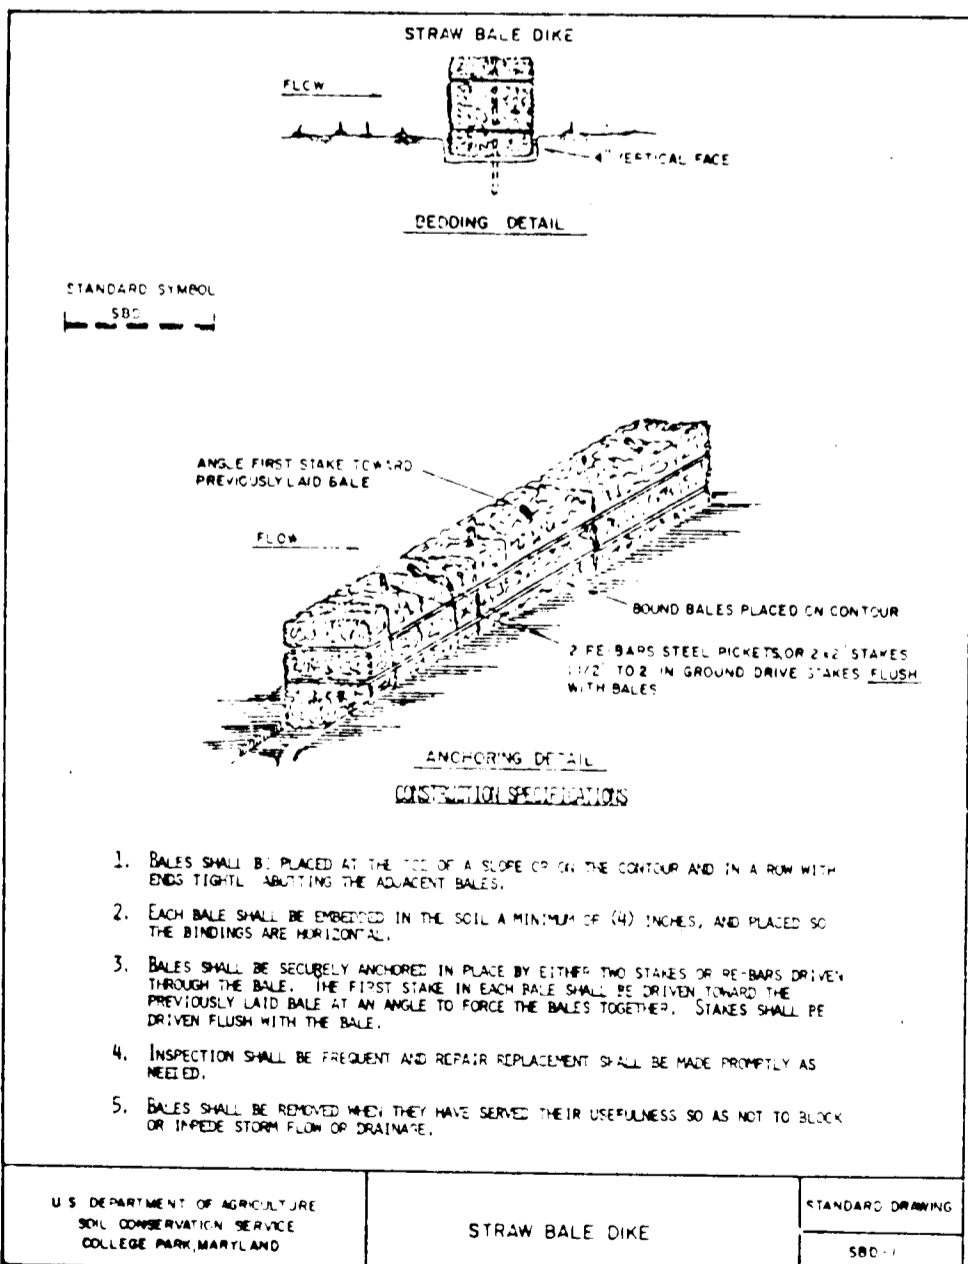 STRAW BALE DIKE
FLOW
4" VERTICAL FACE
BEDDING DETAIL
STANDARD SYMBOL
SBD
ANGLE FIRST STAKE TOWARD
PREVIOUSLY LAID BALE
FLOW
BOUND BALES PLACED ON CONTOUR
2 RE-BARS STEEL PICKETS, OR 2"x2" STAKES
1 1/2' TO 2' IN GROUND DRIVE STAKES FLUSH
WITH BALES
ANCHORING DETAIL
CONSTRUCTION SPECIFICATIONS
1. BALES SHALL BE PLACED AT THE TOE OF A SLOPE OR ON THE CONTOUR AND IN A ROW WITH
ENDS TIGHTLY ABUTTING THE ADJACENT BALES.
2. EACH BALE SHALL BE EMBEDDED IN THE SOIL A MINIMUM OF (4) INCHES, AND PLACED SO
THE BINDINGS ARE HORIZONTAL.
3. BALES SHALL BE SECURELY ANCHORED IN PLACE BY EITHER TWO STAKES OR RE-BARS DRIVEN
THROUGH THE BALE. THE FIRST STAKE IN EACH BALE SHALL BE DRIVEN TOWARD THE
PREVIOUSLY LAID BALE AT AN ANGLE TO FORCE THE BALES TOGETHER. STAKES SHALL BE
DRIVEN FLUSH WITH THE BALE.
4. INSPECTION SHALL BE FREQUENT AND REPAIR REPLACEMENT SHALL BE MADE PROMPTLY AS
NEEDED.
5. BALES SHALL BE REMOVED WHEN THEY HAVE SERVED THEIR USEFULNESS SO AS NOT TO BLOCK
OR IMPEDE STORM FLOW OR DRAINAGE.
U.S. DEPARTMENT OF AGRICULTURE
SOIL CONSERVATION SERVICE
COLLEGE PARK, MARYLAND
STRAW BALE DIKE
STANDARD DRAWING
SBD-1